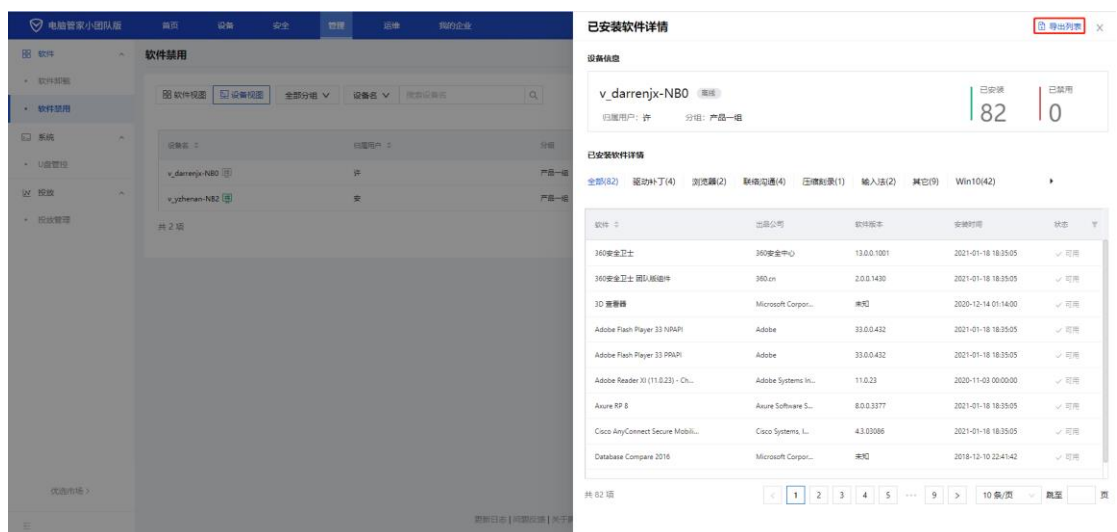 电脑管家小团队版 首页 设备 安全 管理 运维 我的企业
软件
软件卸载
软件禁用
系统
U盘管控
投放
投放管理
优选市场 >
软件禁用
软件视图 设备视图 全部分组 设备名 搜索设备名
设备名 归属用户 分组
v_darrenjx-NB0 许 产品一组
v_yzhenan-NB2 安 产品一组
共 2 项
更新日志 | 问题反馈 | 关于
已安装软件详情 导出列表
设备信息
v_darrenjx-NB0 离线
归属用户: 许 分组: 产品一组
已安装 已禁用
82 0
已安装软件详情
全部(82) 驱动补丁(4) 浏览器(2) 联络沟通(4) 压缩刻录(1) 输入法(2) 其它(9) Win10(42)
软件 出品公司 软件版本 安装时间 状态
360安全卫士 360安全中心 13.0.0.1001 2021-01-18 18:35:05 可用
360安全卫士 团队版组件 360.cn 2.0.0.1430 2021-01-18 18:35:05 可用
3D 查看器 Microsoft Corpor... 未知 2020-12-14 01:14:00 可用
Adobe Flash Player 33 NPAPI Adobe 33.0.0.432 2021-01-18 18:35:05 可用
Adobe Flash Player 33 PPAPI Adobe 33.0.0.432 2021-01-18 18:35:05 可用
Adobe Reader XI (11.0.23) - Ch... Adobe Systems In... 11.0.23 2020-11-03 00:00:00 可用
Axure RP 8 Axure Software S... 8.0.0.3377 2021-01-18 18:35:05 可用
Cisco AnyConnect Secure Mobili... Cisco Systems, I... 4.3.03086 2021-01-18 18:35:05 可用
Database Compare 2016 Microsoft Corpor... 未知 2018-12-10 22:41:42 可用
共 82 项 < 1 2 3 4 5 ••• 9 > 10 条/页 跳至 页